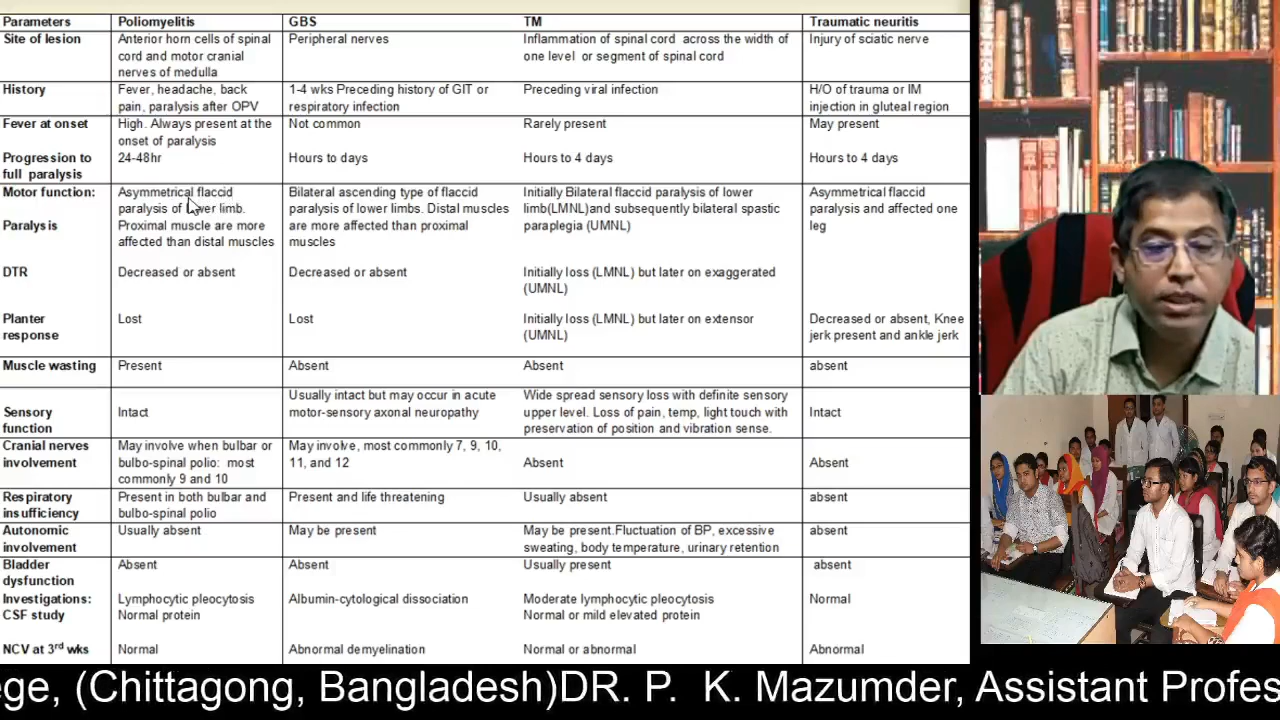 Parameters Poliomyelitis GBS TM Traumatic neuritis
Site of lesion
Anterior horn cells of spinal
cord and motor cranial
nerves of medulla
Peripheral nerves
Inflammation of spinal cord across the width of
one level or segment of spinal cord
Injury of sciatic nerve
History
Fever, headache, back
pain, paralysis after OPV
1-4 wks Preceding history of GIT or
respiratory infection
Preceding viral infection
H/O of trauma or IM
injection in gluteal region
Fever at onset
High. Always present at the
onset of paralysis
Not common
Rarely present
May present
Progression to
full paralysis
24-48hr
Hours to days
Hours to 4 days
Hours to 4 days
Motor function:
Paralysis
Asymmetrical flaccid
paralysis of lower limb.
Proximal muscle are more
affected than distal muscles
Bilateral ascending type of flaccid
paralysis of lower limbs. Distal muscles
are more affected than proximal
muscles
Initially Bilateral flaccid paralysis of lower
limb(LMNL)and subsequently bilateral spastic
paraplegia (UMNL)
Asymmetrical flaccid
paralysis and affected one
leg
DTR
Decreased or absent
Decreased or absent
Initially loss (LMNL) but later on exaggerated
(UMNL)
Planter
response
Lost
Lost
Initially loss (LMNL) but later on extensor
(UMNL)
Decreased or absent, Knee
jerk present and ankle jerk
Muscle wasting
Present
Absent
Absent
absent
Sensory
function
Intact
Usually intact but may occur in acute
motor-sensory axonal neuropathy
Wide spread sensory loss with definite sensory
upper level. Loss of pain, temp, light touch with
preservation of position and vibration sense.
Intact
Cranial nerves
involvement
May involve when bulbar or
bulbo-spinal polio: most
commonly 9 and 10
May involve, most commonly 7, 9, 10,
11, and 12
Absent
Absent
Respiratory
insufficiency
Present in both bulbar and
bulbo-spinal polio
Present and life threatening
Usually absent
absent
Autonomic
involvement
Usually absent
May be present
May be present.Fluctuation of BP, excessive
sweating, body temperature, urinary retention
absent
Bladder
dysfunction
Absent
Absent
Usually present
absent
Investigations:
CSF study
Lymphocytic pleocytosis
Normal protein
Albumin-cytological dissociation
Moderate lymphocytic pleocytosis
Normal or mild elevated protein
Normal
NCV at 3rd wks
Normal
Abnormal demyelination
Normal or abnormal
Abnormal
ege, (Chittagong, Bangladesh)DR. P. K. Mazumder, Assistant Profes